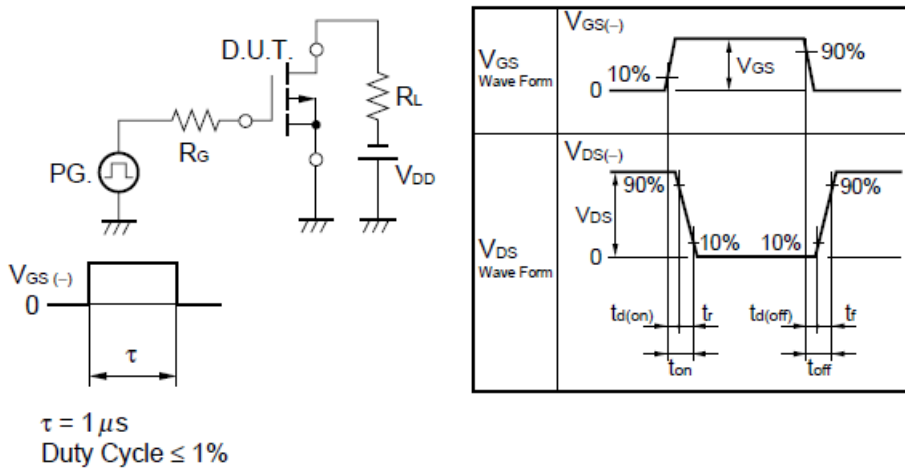 D.U.T.
RL
RG
PG.
VDD
VGS (−)
0
τ
τ = 1 μs
Duty Cycle ≤ 1%
VGS
Wave Form
VGS(−)
10%
0
VGS
90%
VDS
Wave Form
VDS(−)
90%
VDS
0
10%
10%
90%
td(on)
tr
td(off)
tf
ton
toff